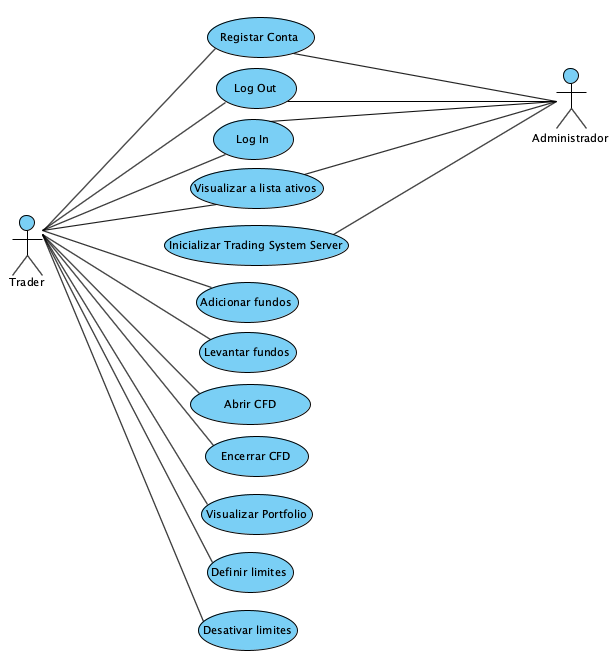 Registar Conta
Log Out
Administrador
Log In
Visualizar a lista ativos
Inicializar Trading System Server
Trader
Adicionar fundos
Levantar fundos
Abrir CFD
Encerrar CFD
Visualizar Portfolio
Definir limites
Desativar limites